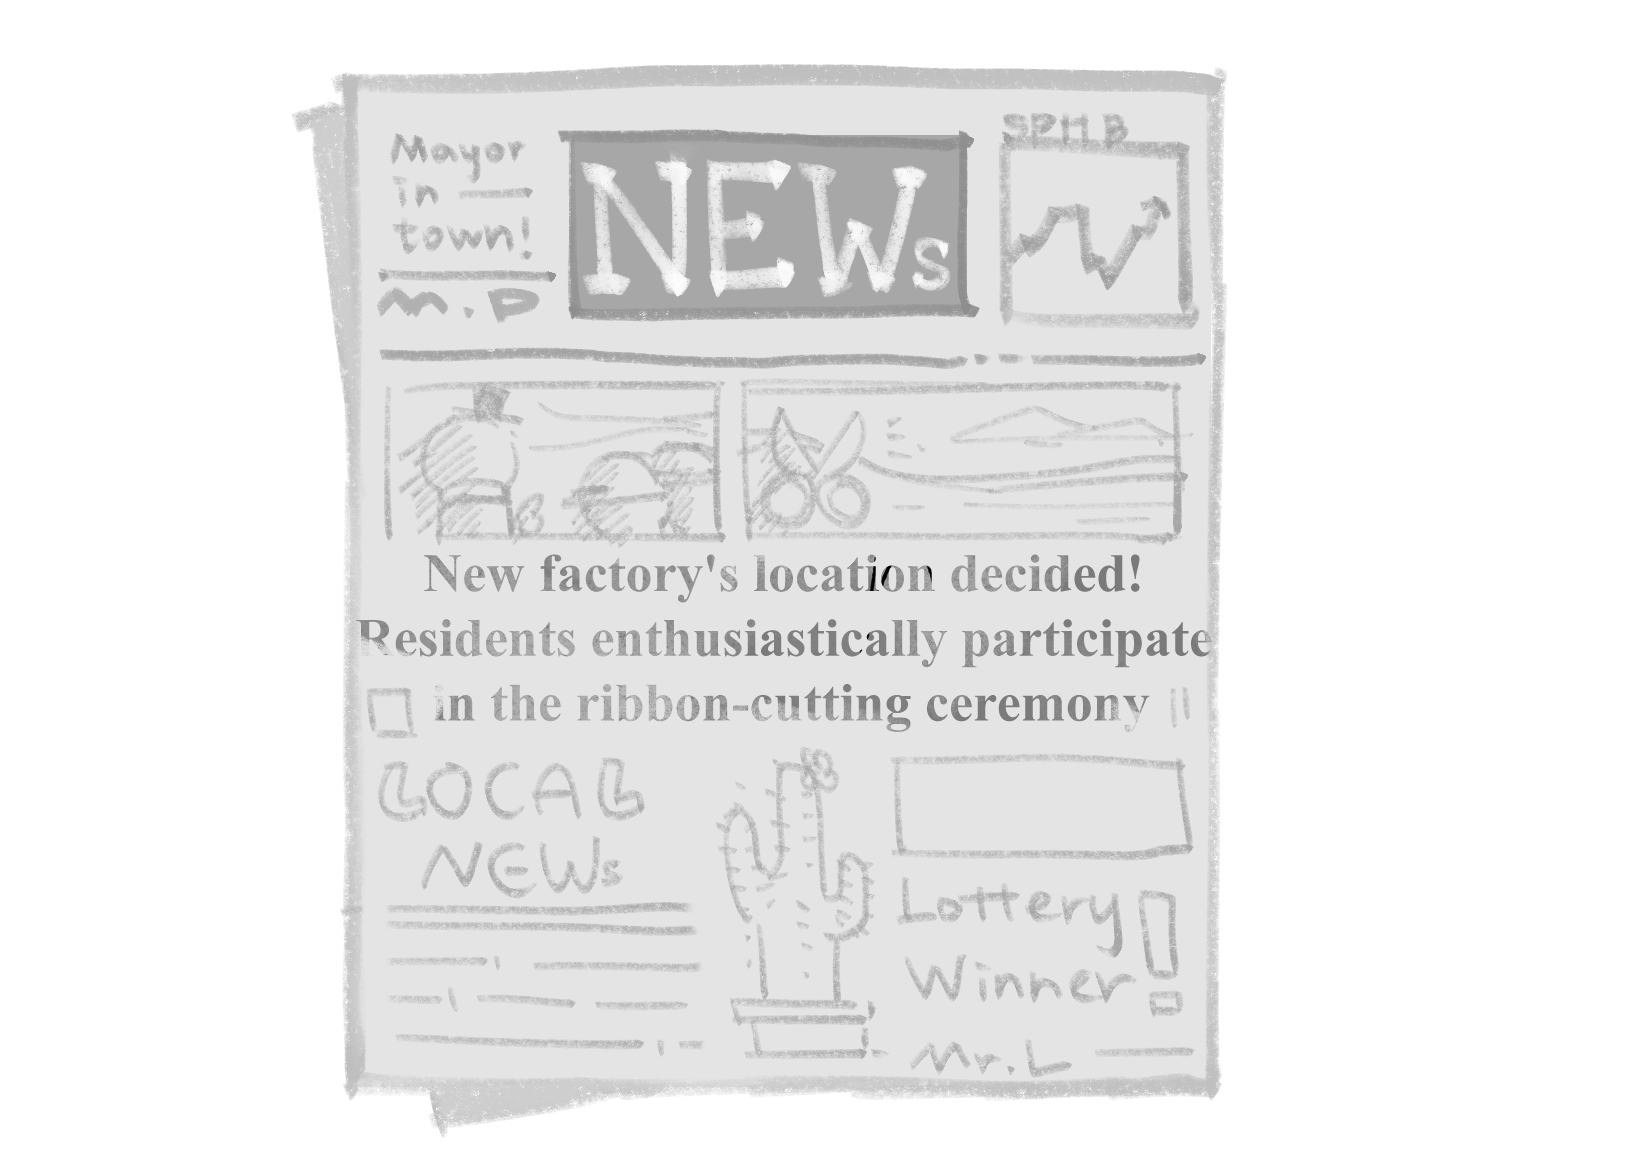 Mayor
in
town!
M.P
NEWs
SPH.B
New factory's location decided!
Residents enthusiastically participate
in the ribbon-cutting ceremony
LOCAL
NEWs
Lottery
Winner!
Mr.L